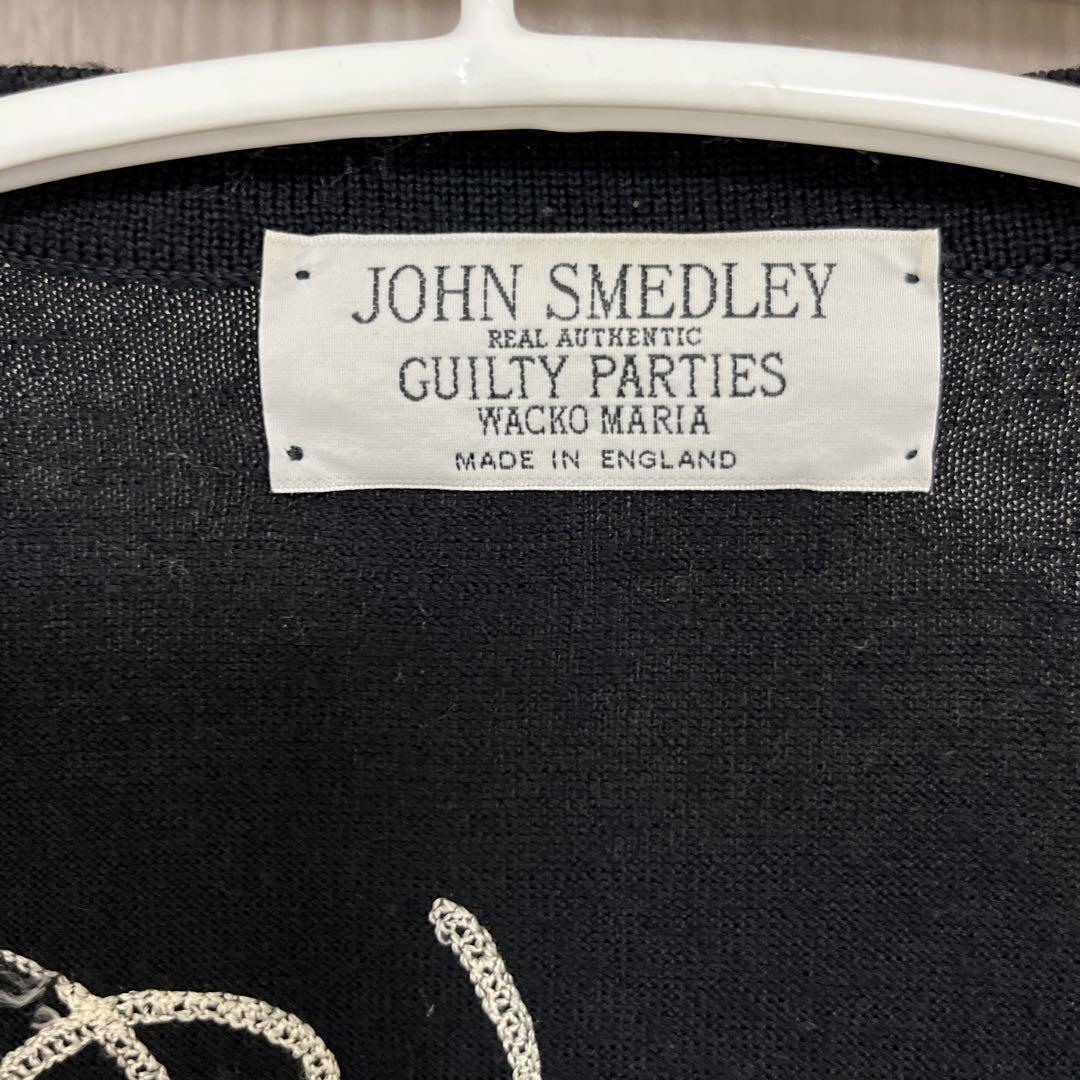 JOHN SMEDLEY
REAL AUTHENTIC
GUILTY PARTIES
WACKO MARIA
MADE IN ENGLAND